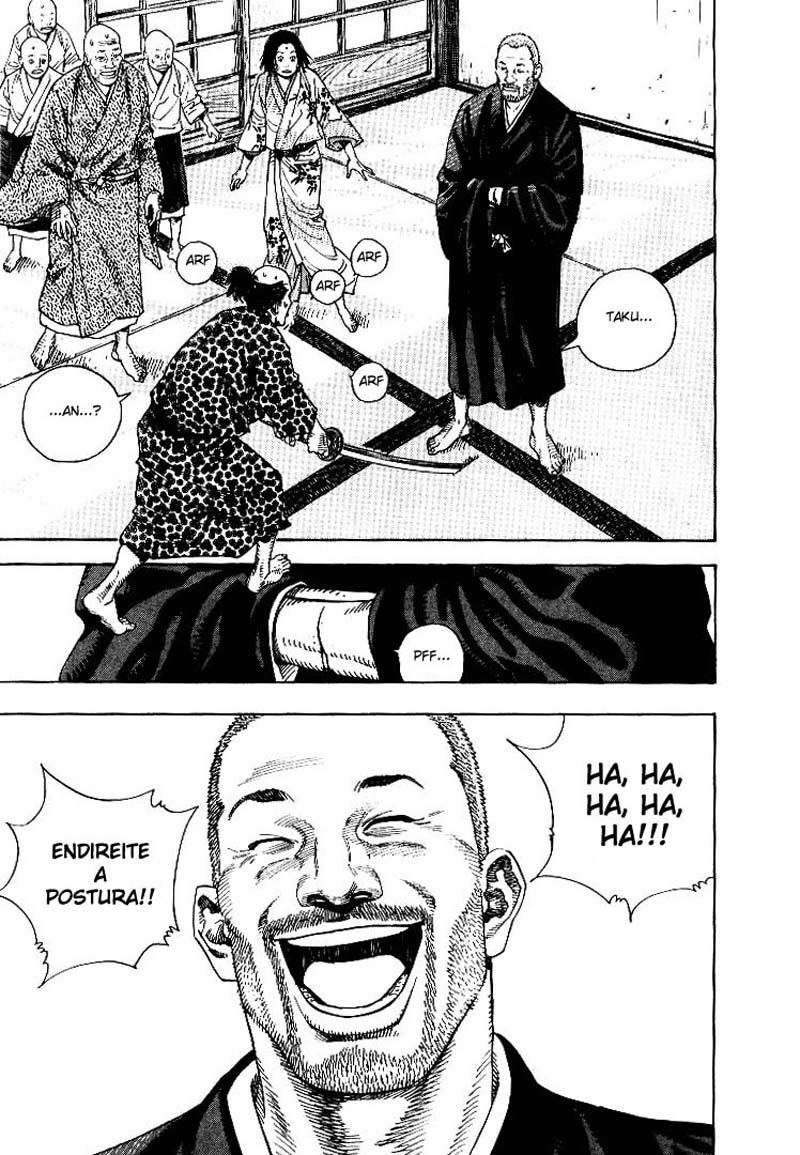 TAKU...
ARF
ARF
ARF
ARF
...AN...?
PFF...
HA, HA,
HA, HA,
HA!!!
ENDIREITE
A
POSTURA!!